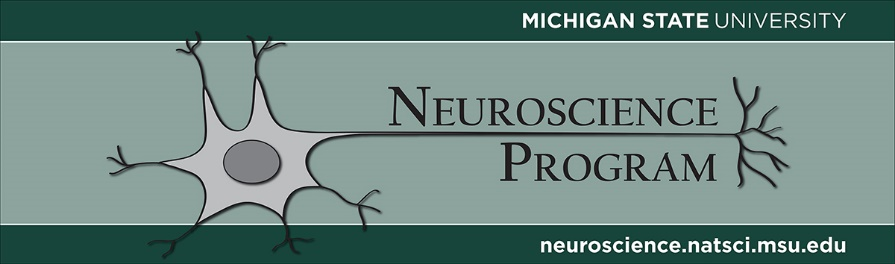 MICHIGAN STATE UNIVERSITY
NEUROSCIENCE
PROGRAM
neuroscience.natsci.msu.edu